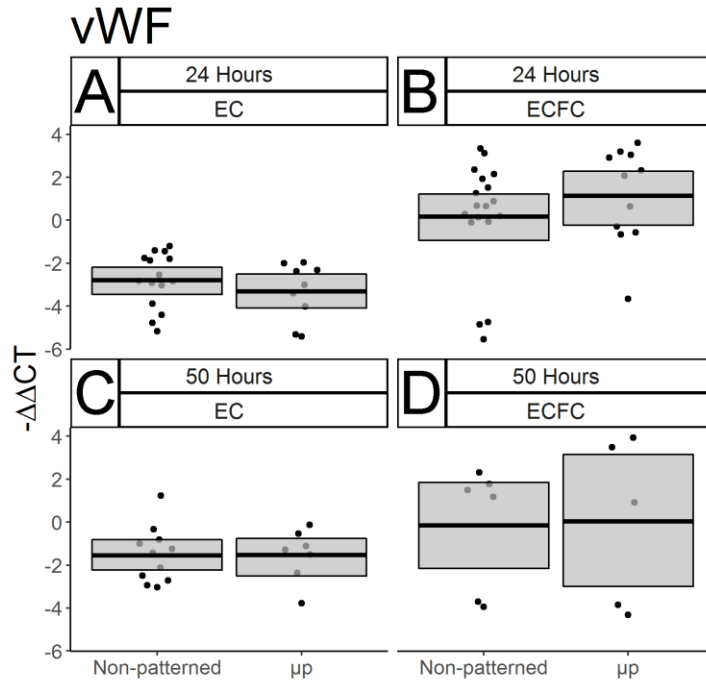 vWF
A
24 Hours
EC
B
24 Hours
ECFC
4
2
0
-2
-4
-6
C
50 Hours
EC
D
50 Hours
ECFC
4
2
0
-2
-4
-6
-ΔΔCT
Non-patterned
µp
Non-patterned
µp